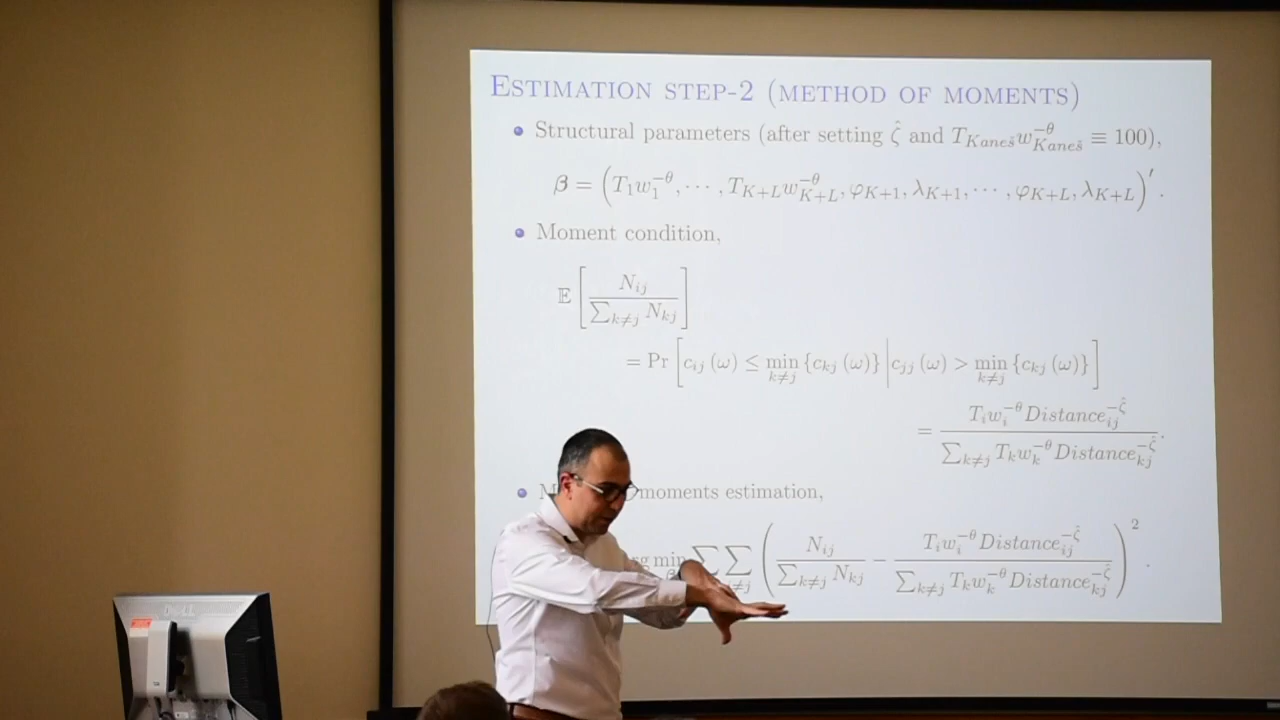 ESTIMATION STEP-2 (METHOD OF MOMENTS)
Structural parameters (after setting ζ̂ and T_{Kaneš} w_{Kaneš}^{-θ} ≡ 100),
β = (T_1 w_1^{-θ}, ⋯ , T_{K+L} w_{K+L}^{-θ}, φ_{K+1}, λ_{K+1}, ⋯ , φ_{K+L}, λ_{K+L})′.
Moment condition,
𝔼 [ N_{ij} / ∑_{k≠j} N_{kj} ]
= Pr [ c_{ij} (ω) ≤ min_{k≠j} {c_{kj} (ω)} | c_{jj} (ω) > min_{k≠j} {c_{kj} (ω)} ]
= T_i w_i^{-θ} Distance_{ij}^{-ζ̂} / ∑_{k≠j} T_k w_k^{-θ} Distance_{kj}^{-ζ̂} .
moments estimation,
min ∑ ∑ ( N_{ij} / ∑_{k≠j} N_{kj} − T_i w_i^{-θ} Distance_{ij}^{-ζ̂} / ∑_{k≠j} T_k w_k^{-θ} Distance_{kj}^{-ζ̂} )^2 .
DELL